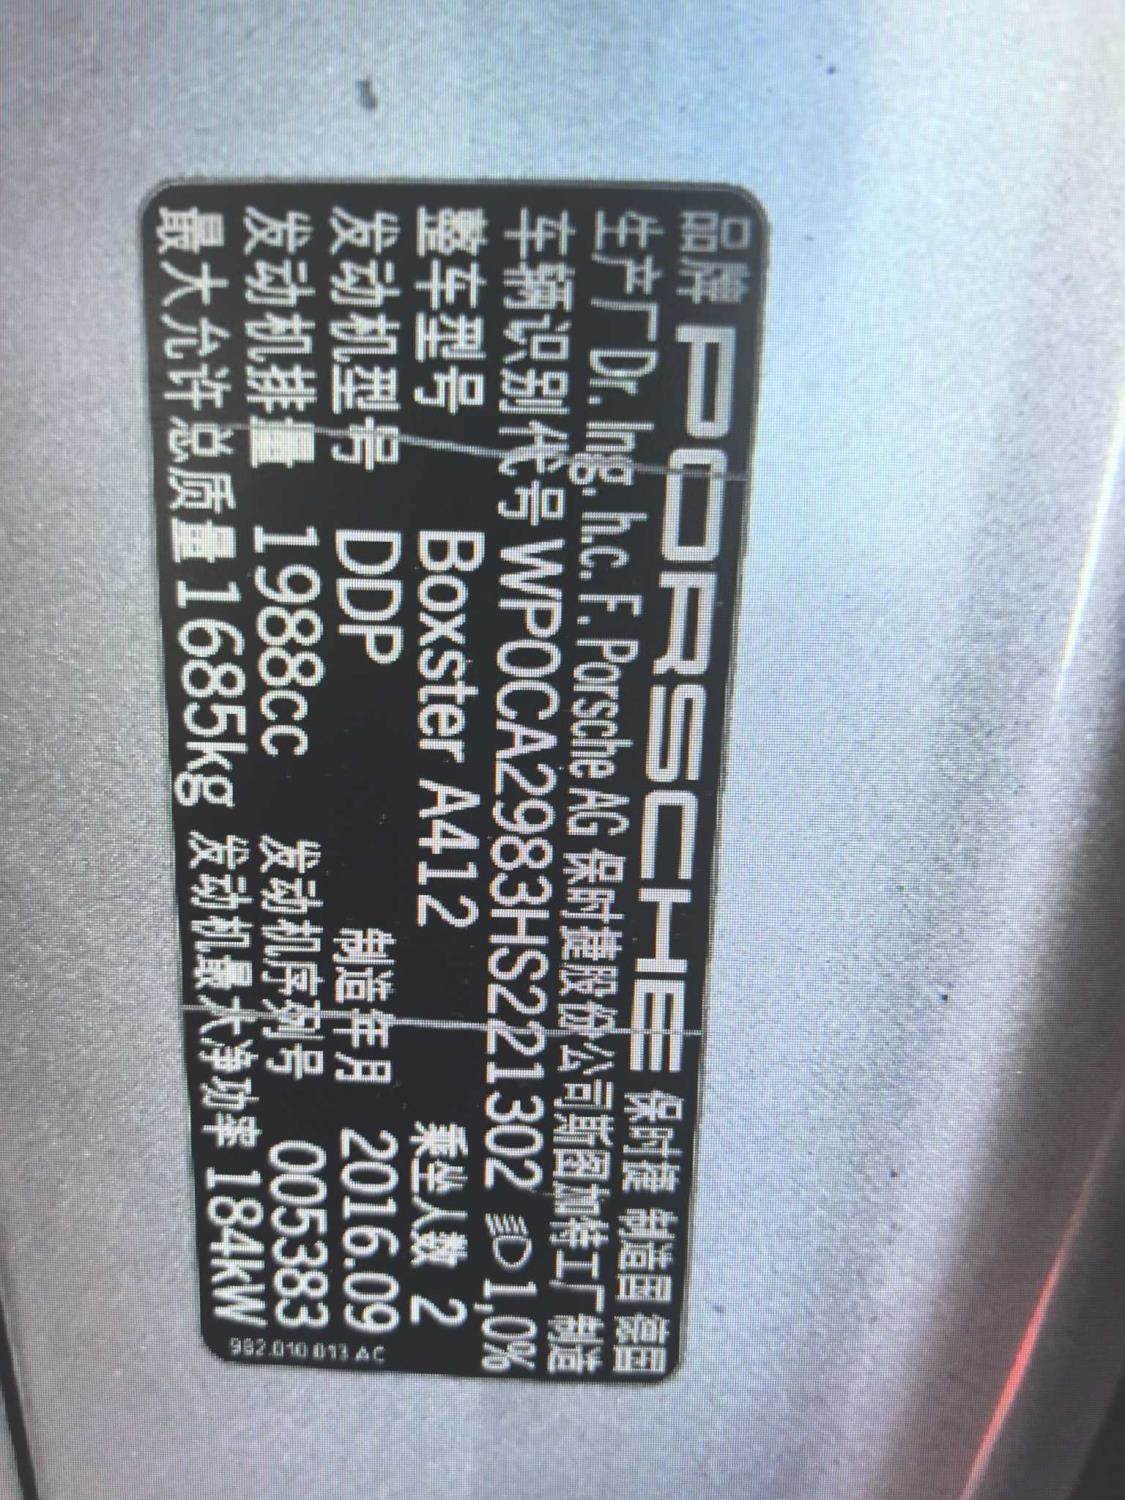 品牌 PORSCHE 保时捷 制造国 德国
生产厂 Dr. Ing. h.c. F. Porsche AG 保时捷股份公司斯图加特工厂制造
车辆识别代号 WP0CA2983HS221302 1,0%
整车型号 Boxster A412 乘坐人数 2
发动机型号 DDP 制造年月 2016.09
发动机排量 1988cc 发动机序列号 005383
最大允许总质量 1685kg 发动机最大净功率 184kW
982.010.013 AC